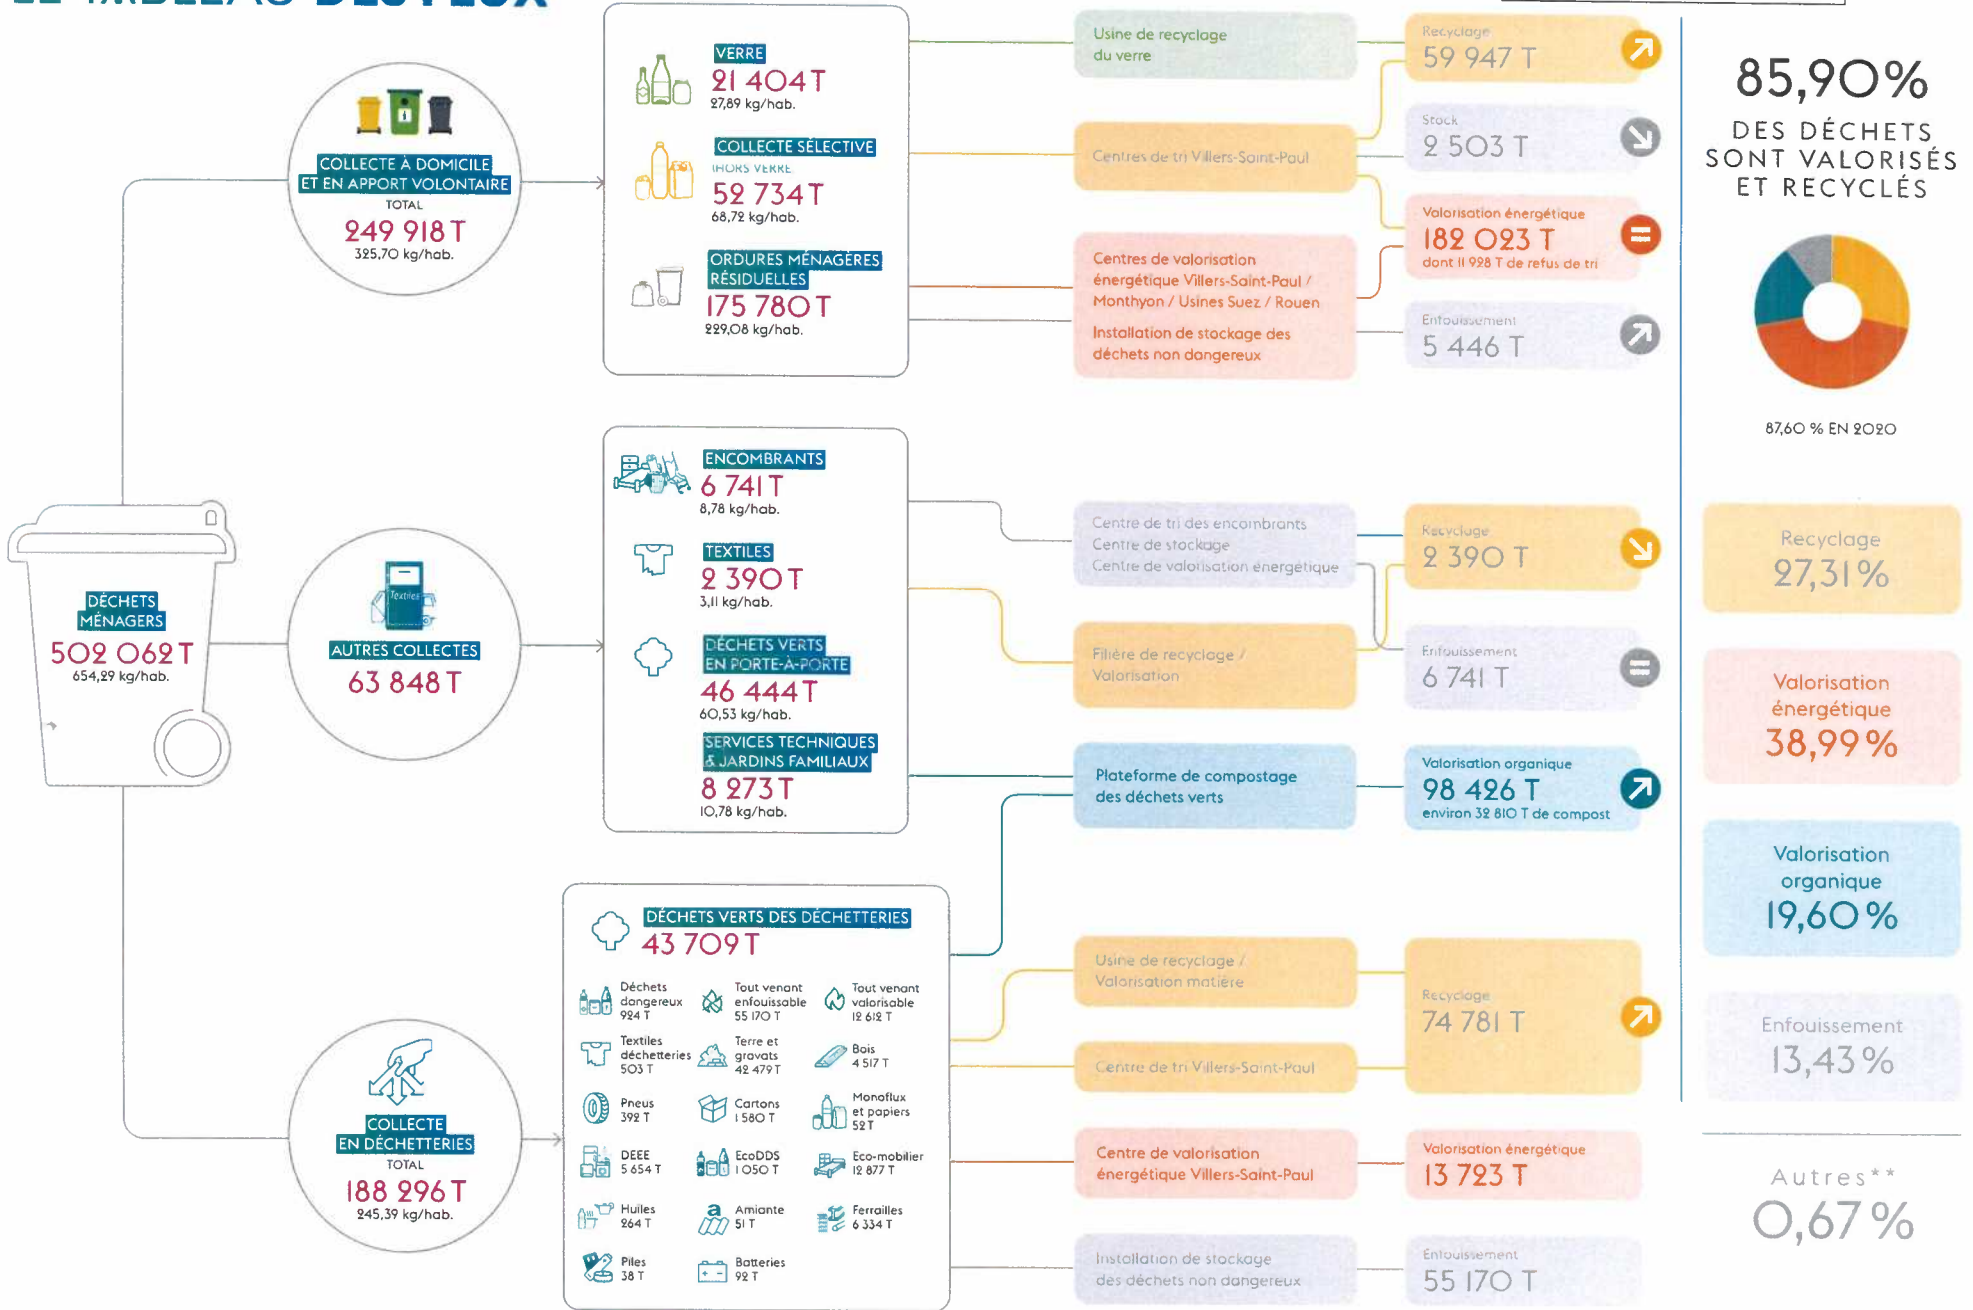 DÉCHETS
MÉNAGERS
502 062 T
654,29 kg/hab.
COLLECTE À DOMICILE
ET EN APPORT VOLONTAIRE
TOTAL
249 918 T
325,70 kg/hab.
VERRE
21 404 T
27,89 kg/hab.
COLLECTE SÉLECTIVE
(HORS VERRE)
52 734 T
68,72 kg/hab.
ORDURES MÉNAGÈRES
RÉSIDUELLES
175 780 T
229,08 kg/hab.
Usine de recyclage
du verre
Centres de tri Villers-Saint-Paul
Centres de valorisation
énergétique Villers-Saint-Paul /
Monthyon / Usines Suez / Rouen
Installation de stockage des
déchets non dangereux
Recyclage
59 947 T
Stock
2 503 T
Valorisation énergétique
182 023 T
dont 11 928 T de refus de tri
Enfouissement
5 446 T
AUTRES COLLECTES
63 848 T
Textiles
ENCOMBRANTS
6 741 T
8,78 kg/hab.
TEXTILES
2 390 T
3,11 kg/hab.
DÉCHETS VERTS
EN PORTE-À-PORTE
46 444 T
60,53 kg/hab.
SERVICES TECHNIQUES
& JARDINS FAMILIAUX
8 273 T
10,78 kg/hab.
Centre de tri des encombrants
Centre de stockage
Centre de valorisation énergétique
Filière de recyclage /
Valorisation
Plateforme de compostage
des déchets verts
Recyclage
2 390 T
Enfouissement
6 741 T
Valorisation organique
98 426 T
environ 32 810 T de compost
COLLECTE
EN DÉCHETTERIES
TOTAL
188 296 T
245,39 kg/hab.
DÉCHETS VERTS DES DÉCHETTERIES
43 709 T
Déchets
dangereux
924 T
Tout venant
enfouissable
55 170 T
Tout venant
valorisable
12 612 T
Textiles
déchetteries
503 T
Terre et
gravats
42 479 T
Bois
4 517 T
Pneus
392 T
Cartons
1 580 T
Monoflux
et papiers
52 T
DEEE
5 654 T
EcoDDS
1 050 T
Eco-mobilier
12 877 T
Huiles
264 T
a
Amiante
51 T
Ferrailles
6 334 T
Piles
38 T
Batteries
92 T
Usine de recyclage /
Valorisation matière
Centre de tri Villers-Saint-Paul
Centre de valorisation
énergétique Villers-Saint-Paul
Installation de stockage
des déchets non dangereux
Recyclage
74 781 T
Valorisation énergétique
13 723 T
Enfouissement
55 170 T
85,90%
DES DÉCHETS
SONT VALORISÉS
ET RECYCLÉS
87,60 % EN 2020
Recyclage
27,31%
Valorisation
énergétique
38,99%
Valorisation
organique
19,60%
Enfouissement
13,43%
Autres**
0,67%